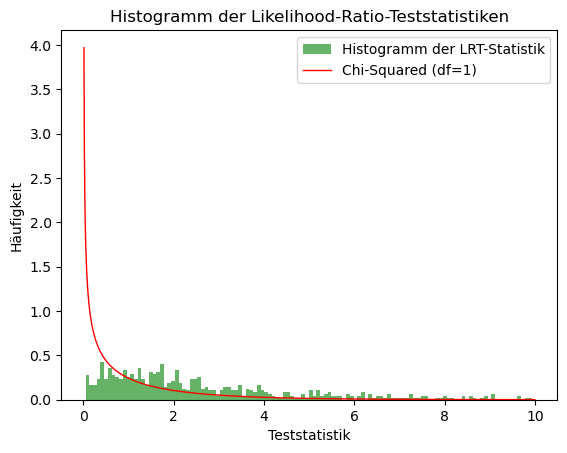 Histogramm der Likelihood-Ratio-Teststatistiken
Histogramm der LRT-Statistik
Chi-Squared (df=1)
Häufigkeit
4.0
3.5
3.0
2.5
2.0
1.5
1.0
0.5
0.0
0 2 4 6 8 10
Teststatistik